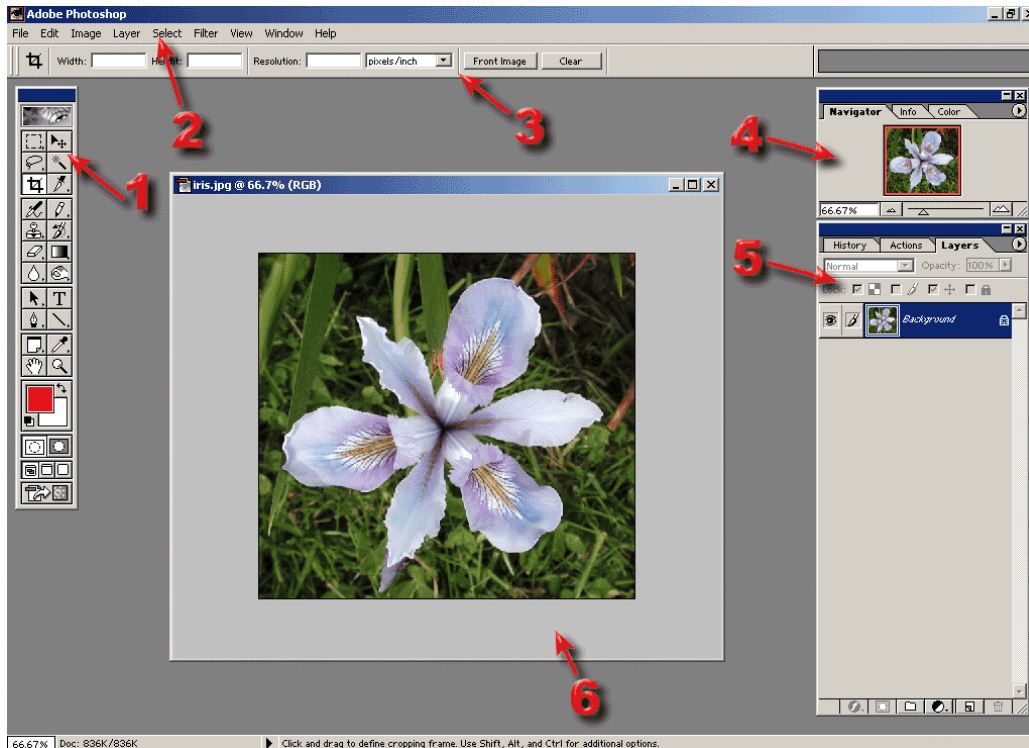 Adobe Photoshop
File Edit Image Layer Select Filter View Window Help
Width: Height: Resolution: pixels/inch Front Image Clear
2
3
1
iris.jpg @ 66.7% (RGB)
Navigator Info Color
4
66.67%
History Actions Layers
5
Normal Opacity: 100%
Lock:
Background
T
6
66.67% Doc: 836K/836K Click and drag to define cropping frame. Use Shift, Alt, and Ctrl for additional options.